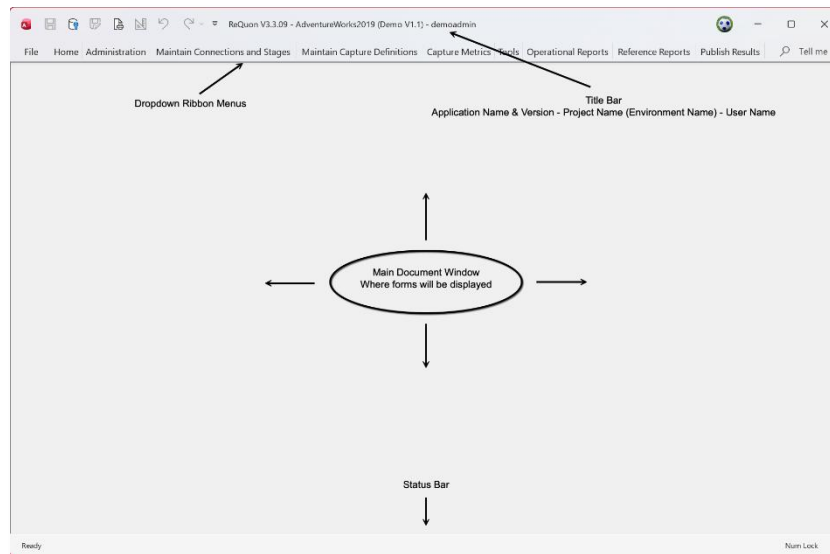 ReQuon V3.3.09 - AdventureWorks2019 (Demo V1.1) - demoadmin
File Home Administration Maintain Connections and Stages Maintain Capture Definitions Capture Metrics Tools Operational Reports Reference Reports Publish Results Tell me
Dropdown Ribbon Menus
Title Bar
Application Name & Version - Project Name (Environment Name) - User Name
Main Document Window
Where forms will be displayed
Status Bar
Ready Num Lock